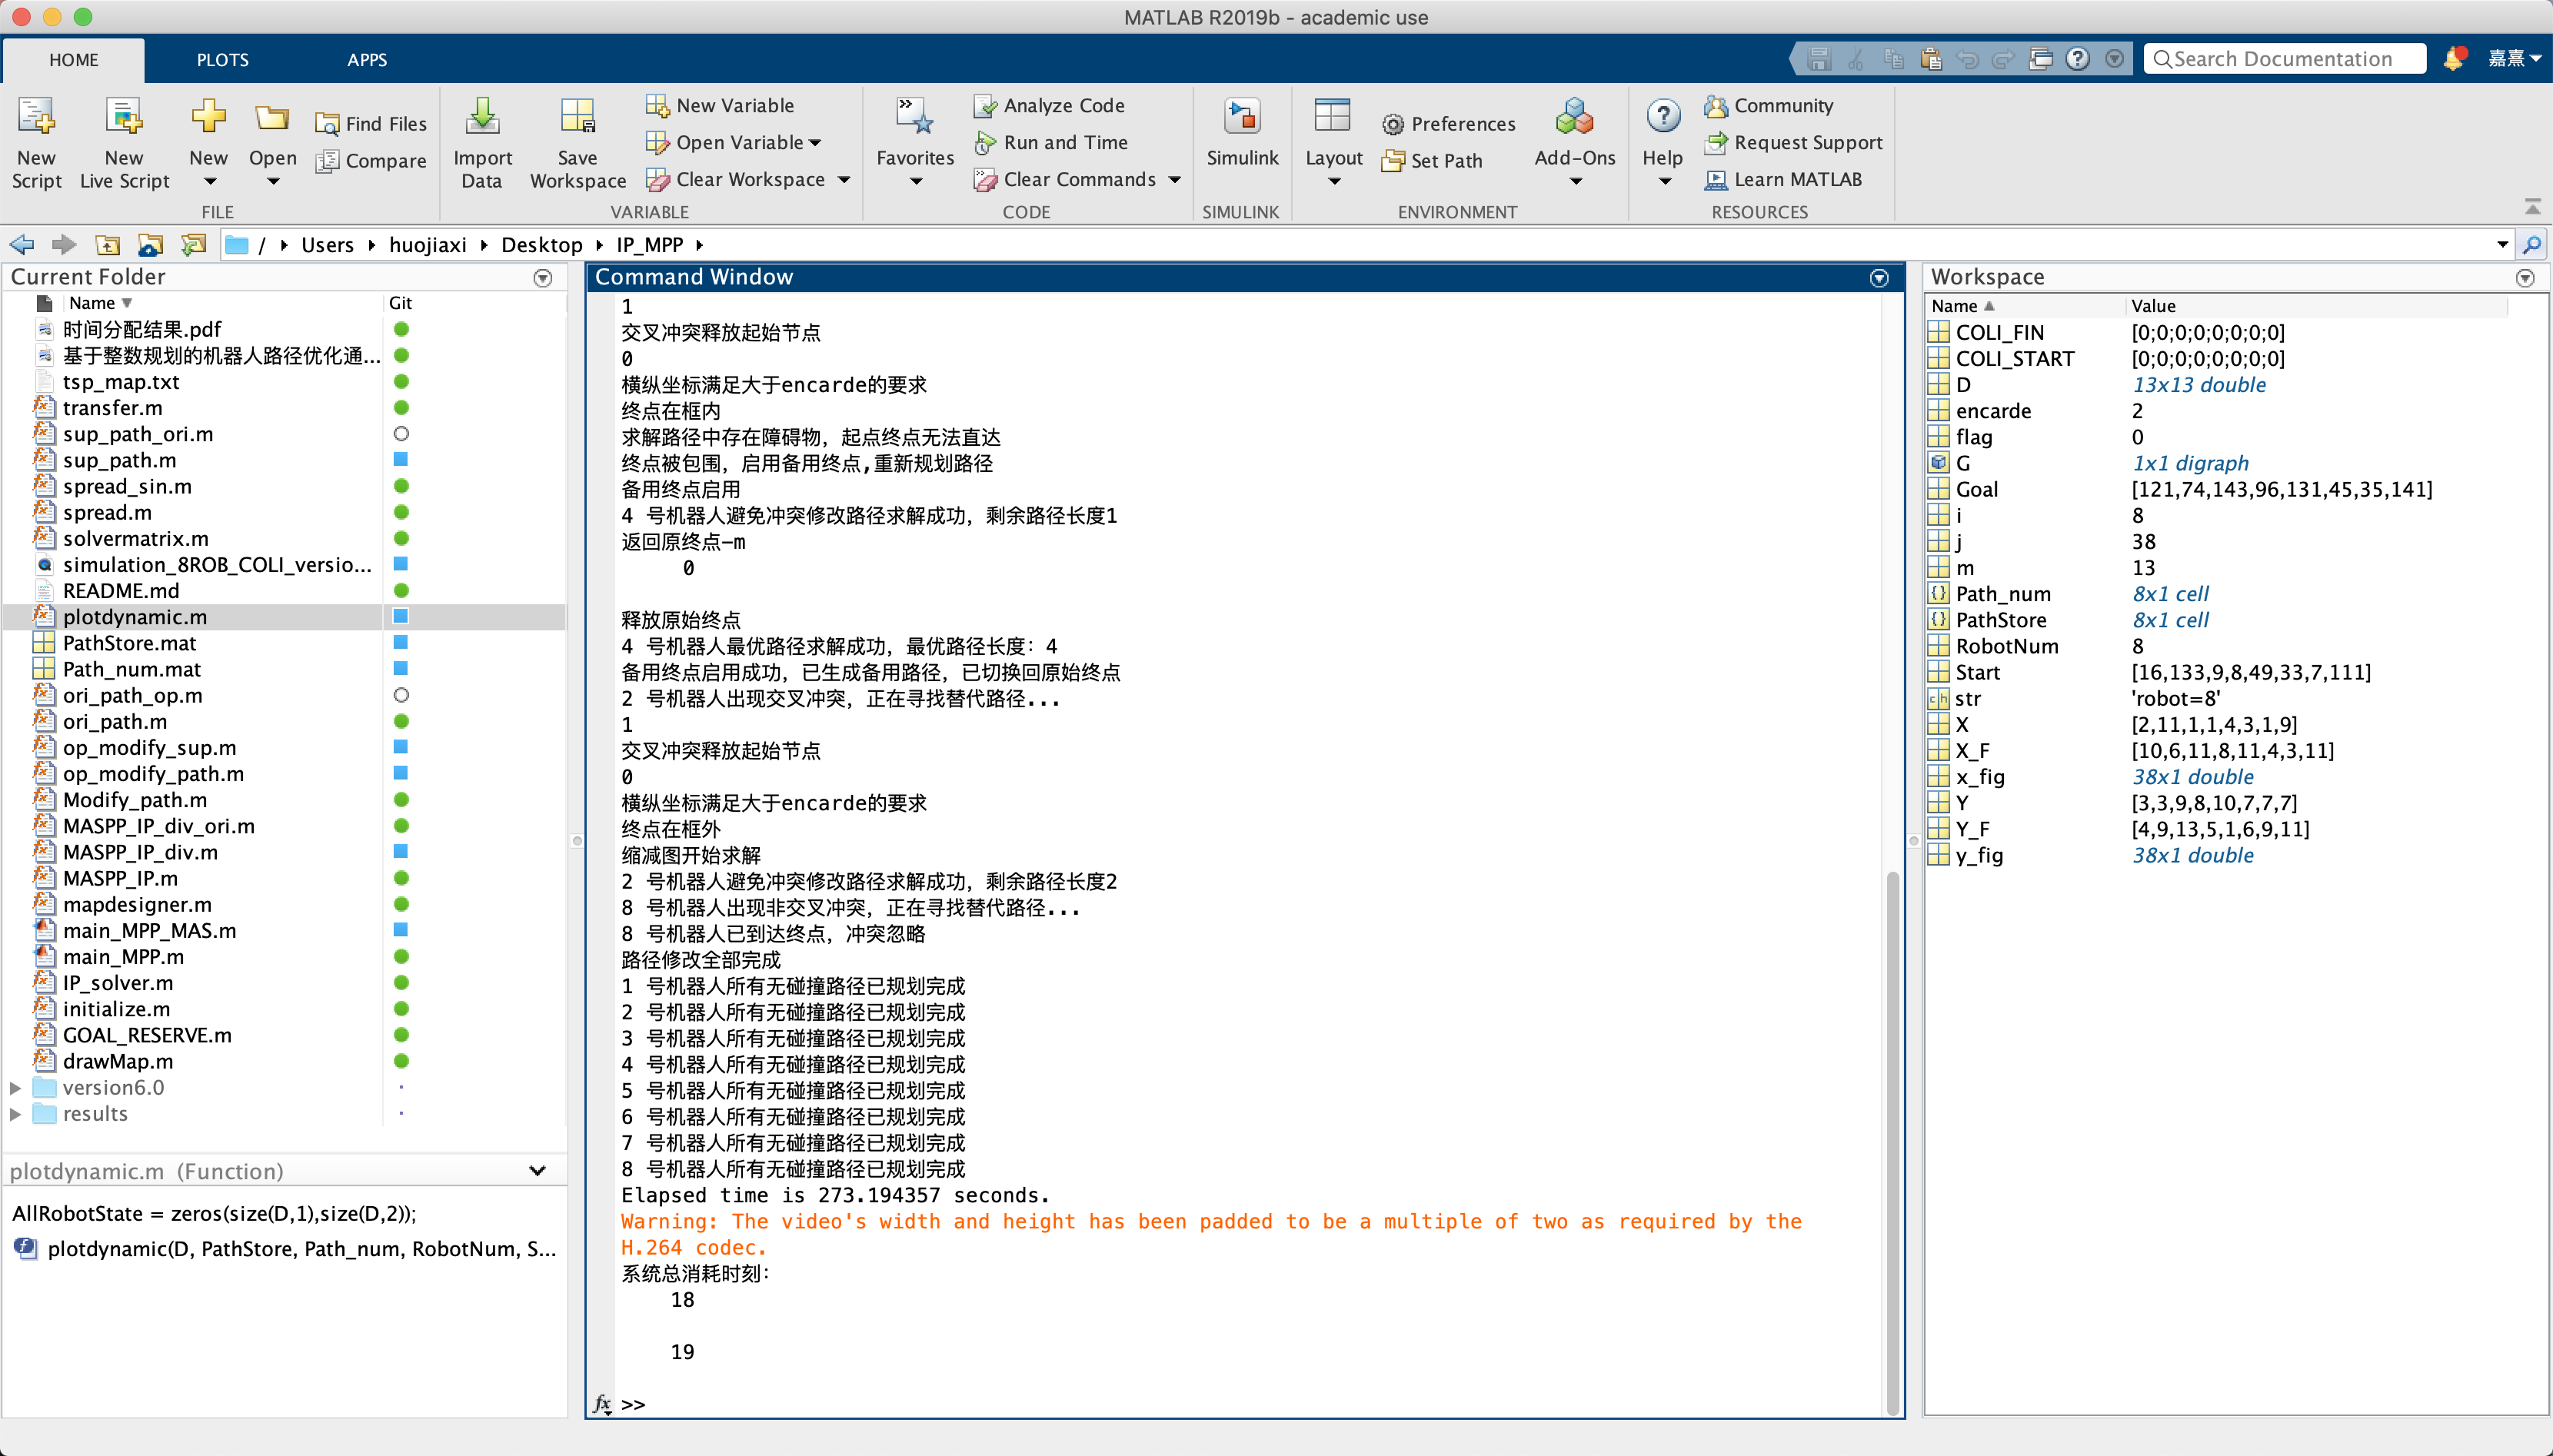 MATLAB R2019b - academic use
HOME PLOTS APPS
Search Documentation
嘉熹
New Script
New Live Script
New
Open
Find Files
Compare
FILE
Import Data
Save Workspace
New Variable
Open Variable
Clear Workspace
VARIABLE
Favorites
Analyze Code
Run and Time
Clear Commands
CODE
Simulink
SIMULINK
Layout
Preferences
Set Path
Add-Ons
ENVIRONMENT
Help
Community
Request Support
Learn MATLAB
RESOURCES
/ Users huojiaxi Desktop IP_MPP
Current Folder
Name Git
时间分配结果.pdf
基于整数规划的机器人路径优化通...
tsp_map.txt
transfer.m
sup_path_ori.m
sup_path.m
spread_sin.m
spread.m
solvermatrix.m
simulation_8ROB_COLI_versio...
README.md
plotdynamic.m
PathStore.mat
Path_num.mat
ori_path_op.m
ori_path.m
op_modify_sup.m
op_modify_path.m
Modify_path.m
MASPP_IP_div_ori.m
MASPP_IP_div.m
MASPP_IP.m
mapdesigner.m
main_MPP_MAS.m
main_MPP.m
IP_solver.m
initialize.m
GOAL_RESERVE.m
drawMap.m
version6.0
results
plotdynamic.m (Function)
AllRobotState = zeros(size(D,1),size(D,2));
plotdynamic(D, PathStore, Path_num, RobotNum, S...
Command Window
1
交叉冲突释放起始节点
0
横纵坐标满足大于encarde的要求
终点在框内
求解路径中存在障碍物，起点终点无法直达
终点被包围，启用备用终点,重新规划路径
备用终点启用
4 号机器人避免冲突修改路径求解成功，剩余路径长度1
返回原终点-m
0
释放原始终点
4 号机器人最优路径求解成功，最优路径长度：4
备用终点启用成功，已生成备用路径，已切换回原始终点
2 号机器人出现交叉冲突，正在寻找替代路径...
1
交叉冲突释放起始节点
0
横纵坐标满足大于encarde的要求
终点在框外
缩减图开始求解
2 号机器人避免冲突修改路径求解成功，剩余路径长度2
8 号机器人出现非交叉冲突，正在寻找替代路径...
8 号机器人已到达终点，冲突忽略
路径修改全部完成
1 号机器人所有无碰撞路径已规划完成
2 号机器人所有无碰撞路径已规划完成
3 号机器人所有无碰撞路径已规划完成
4 号机器人所有无碰撞路径已规划完成
5 号机器人所有无碰撞路径已规划完成
6 号机器人所有无碰撞路径已规划完成
7 号机器人所有无碰撞路径已规划完成
8 号机器人所有无碰撞路径已规划完成
Elapsed time is 273.194357 seconds.
Warning: The video's width and height has been padded to be a multiple of two as required by the
H.264 codec.
系统总消耗时刻：
18
19
fx >>
Workspace
Name Value
COLI_FIN [0;0;0;0;0;0;0;0]
COLI_START [0;0;0;0;0;0;0;0]
D 13x13 double
encarde 2
flag 0
G 1x1 digraph
Goal [121,74,143,96,131,45,35,141]
i 8
j 38
m 13
Path_num 8x1 cell
PathStore 8x1 cell
RobotNum 8
Start [16,133,9,8,49,33,7,111]
str 'robot=8'
X [2,11,1,1,4,3,1,9]
X_F [10,6,11,8,11,4,3,11]
x_fig 38x1 double
Y [3,3,9,8,10,7,7,7]
Y_F [4,9,13,5,1,6,9,11]
y_fig 38x1 double